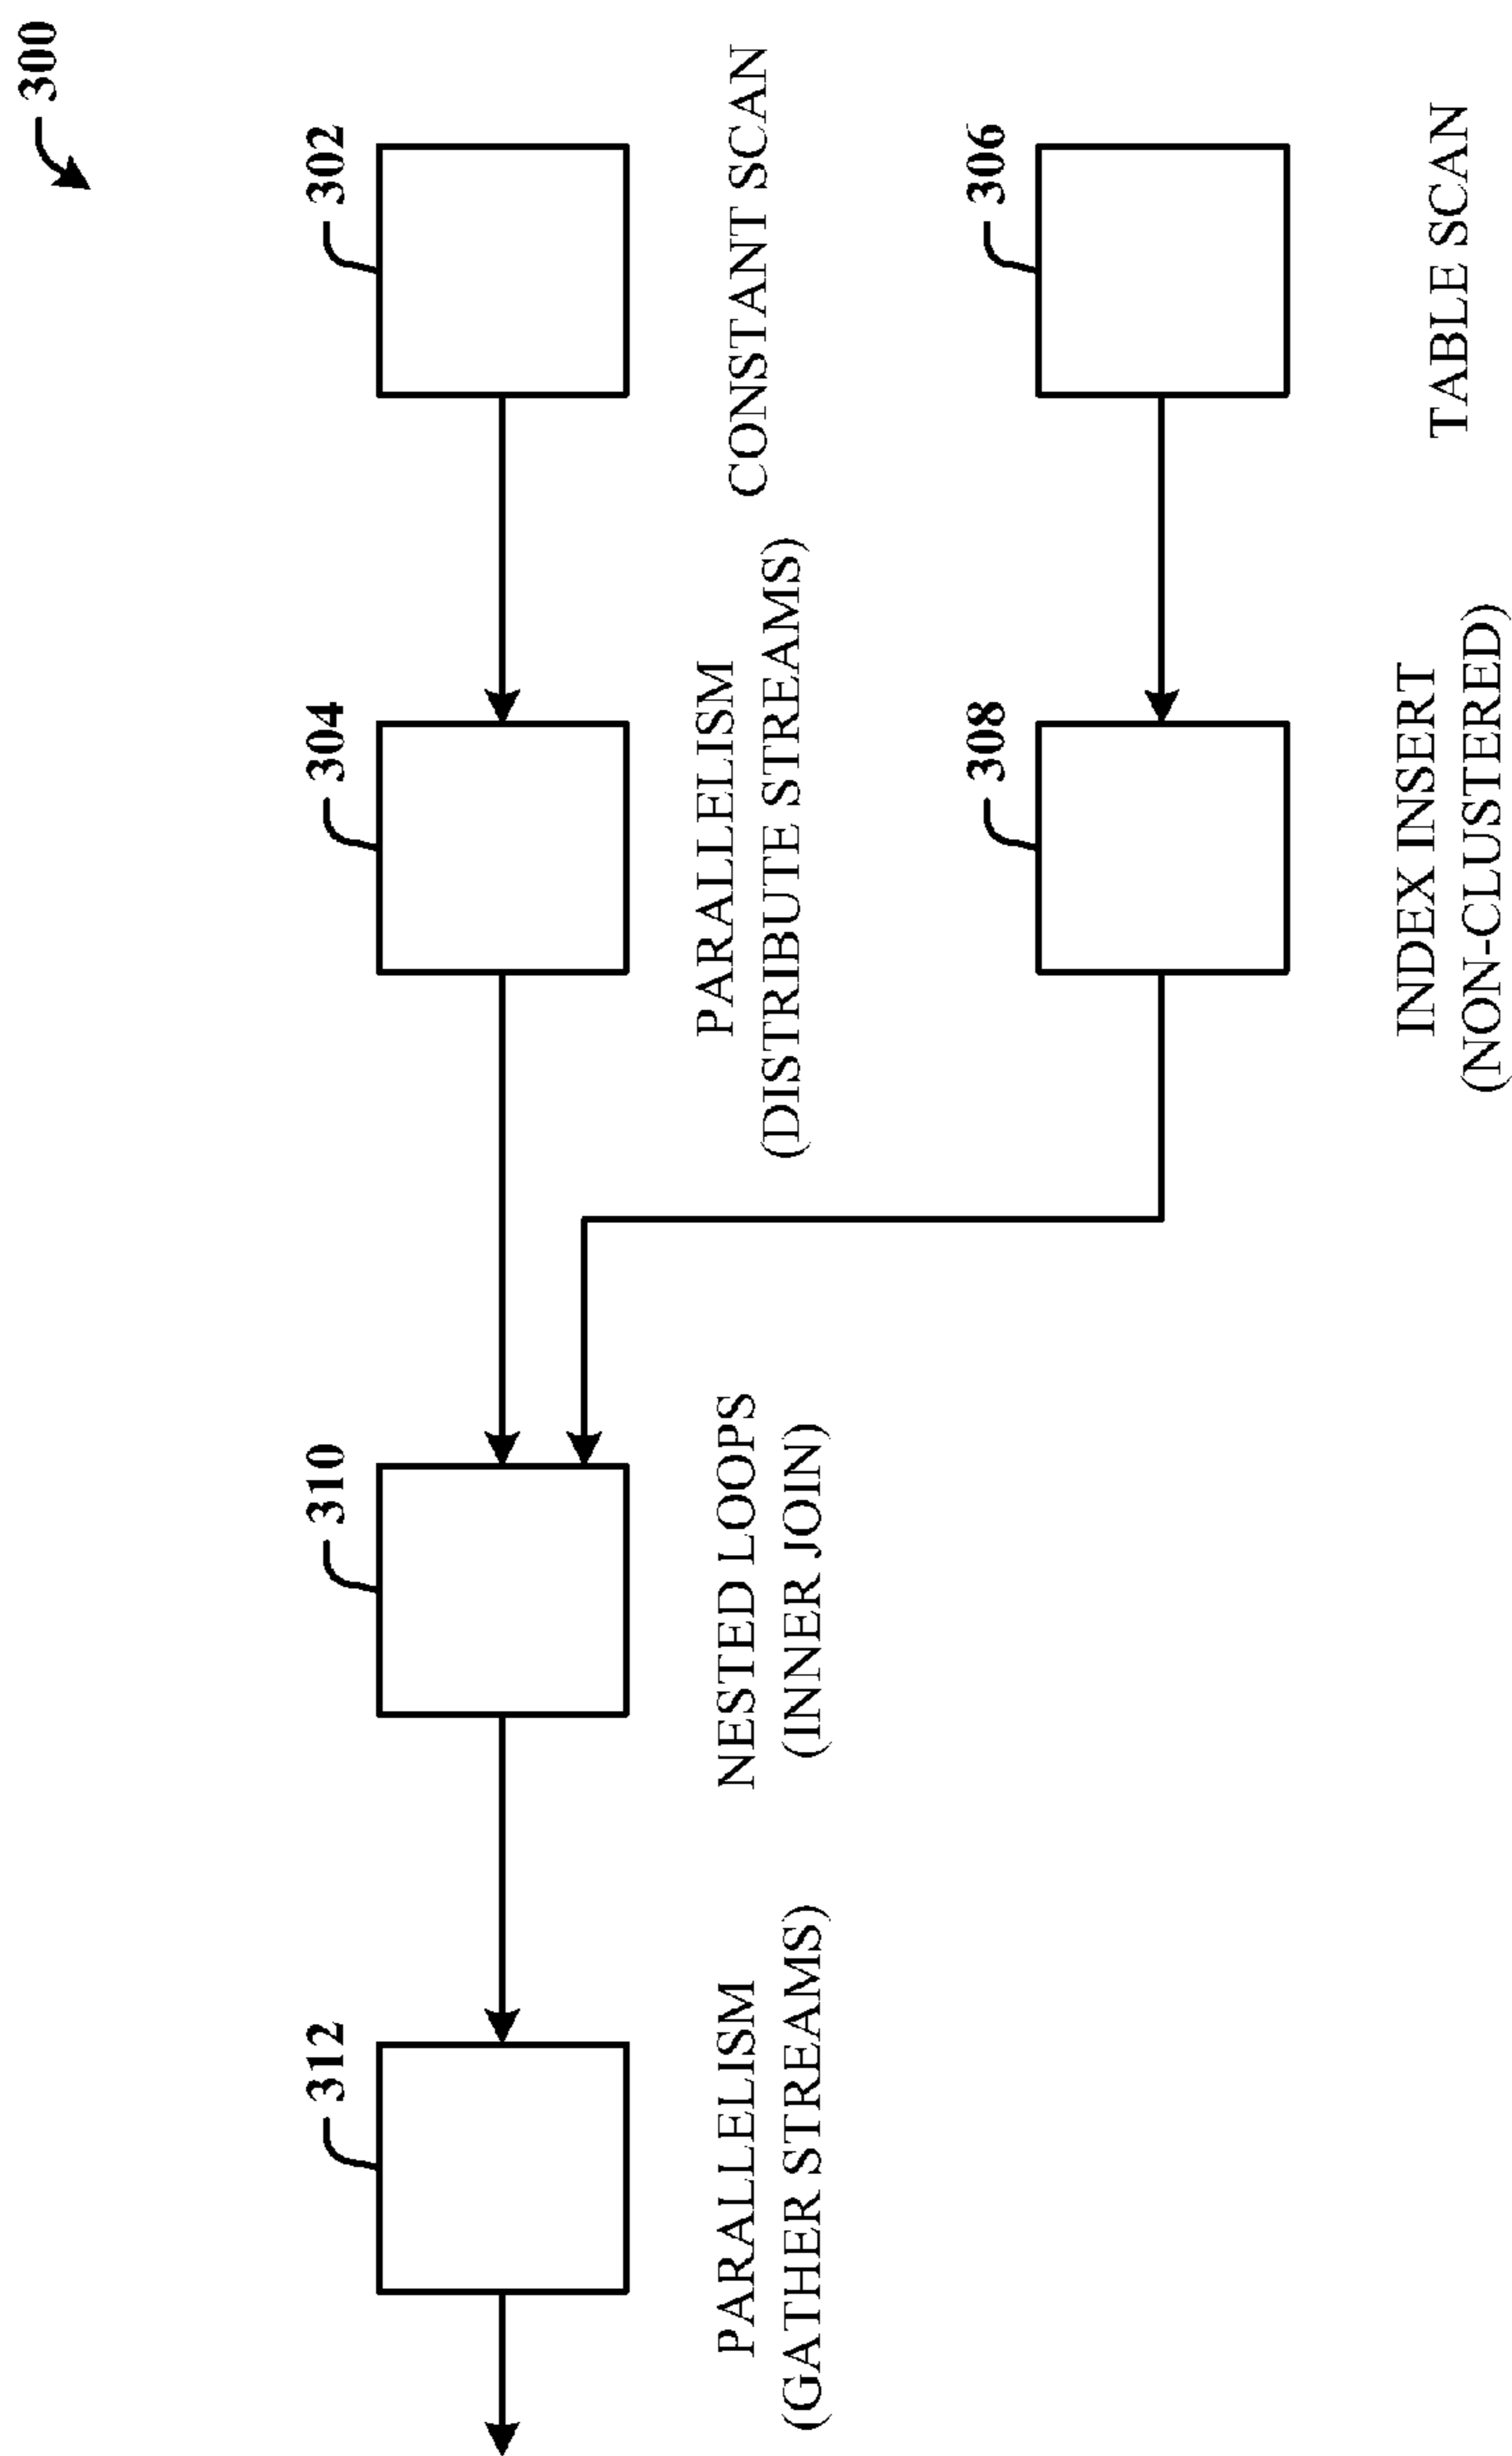 300
312
310
304
302
PARALLELISM
(GATHER STREAMS)
NESTED LOOPS
(INNER JOIN)
PARALLELISM
(DISTRIBUTE STREAMS)
CONSTANT SCAN
308
306
INDEX INSERT
(NON-CLUSTERED)
TABLE SCAN